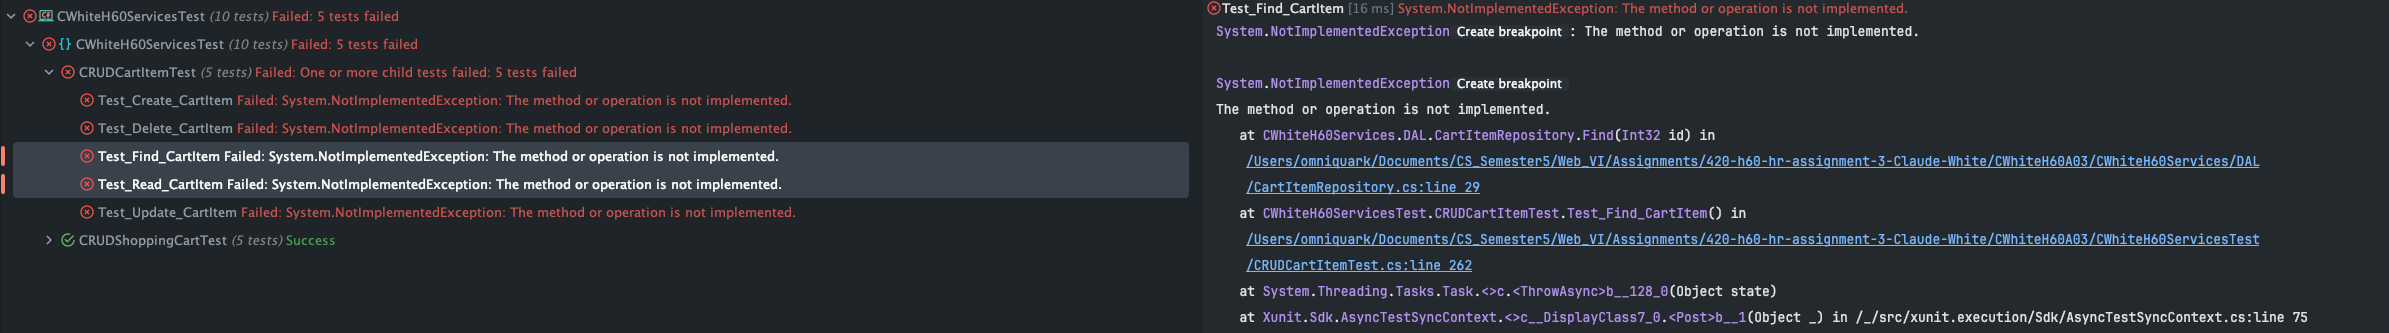 CWhiteH60ServicesTest (10 tests) Failed: 5 tests failed
CWhiteH60ServicesTest (10 tests) Failed: 5 tests failed
CRUDCartItemTest (5 tests) Failed: One or more child tests failed: 5 tests failed
Test_Create_CartItem Failed: System.NotImplementedException: The method or operation is not implemented.
Test_Delete_CartItem Failed: System.NotImplementedException: The method or operation is not implemented.
Test_Find_CartItem Failed: System.NotImplementedException: The method or operation is not implemented.
Test_Read_CartItem Failed: System.NotImplementedException: The method or operation is not implemented.
Test_Update_CartItem Failed: System.NotImplementedException: The method or operation is not implemented.
CRUDShoppingCartTest (5 tests) Success
Test_Find_CartItem [16 ms] System.NotImplementedException: The method or operation is not implemented.
System.NotImplementedException Create breakpoint : The method or operation is not implemented.
System.NotImplementedException Create breakpoint
The method or operation is not implemented.
at CWhiteH60Services.DAL.CartItemRepository.Find(Int32 id) in
/Users/omniquark/Documents/CS_Semester5/Web_VI/Assignments/420-h60-hr-assignment-3-Claude-White/CWhiteH60A03/CWhiteH60Services/DAL
/CartItemRepository.cs:line 29
at CWhiteH60ServicesTest.CRUDCartItemTest.Test_Find_CartItem() in
/Users/omniquark/Documents/CS_Semester5/Web_VI/Assignments/420-h60-hr-assignment-3-Claude-White/CWhiteH60A03/CWhiteH60ServicesTest
/CRUDCartItemTest.cs:line 262
at System.Threading.Tasks.Task.<>c.<ThrowAsync>b__128_0(Object state)
at Xunit.Sdk.AsyncTestSyncContext.<>c__DisplayClass7_0.<Post>b__1(Object _) in /_/src/xunit.execution/Sdk/AsyncTestSyncContext.cs:line 75